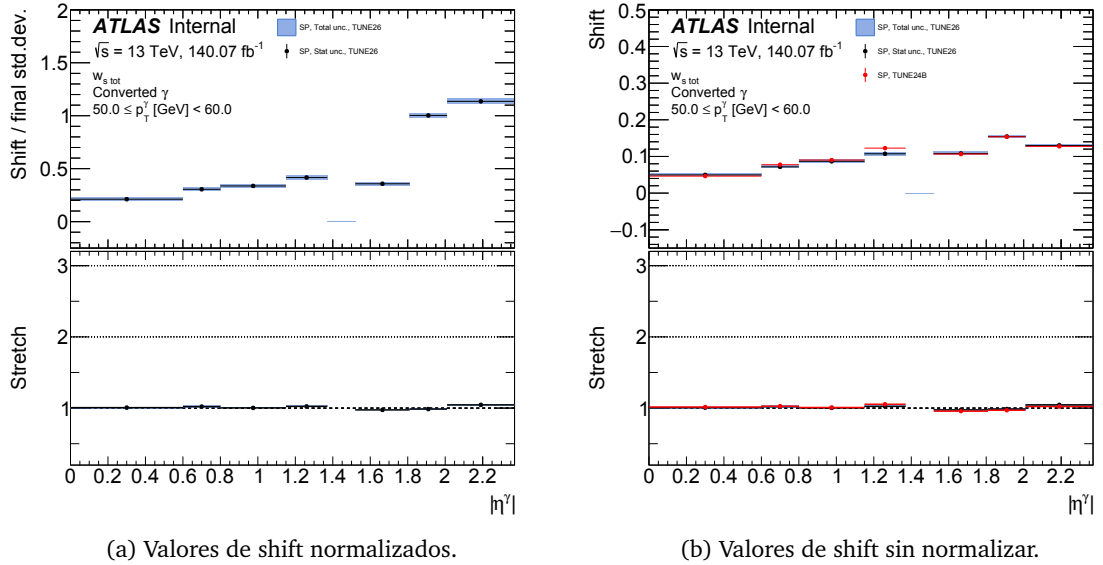 ATLAS Internal
√s = 13 TeV, 140.07 fb⁻¹
w_{s tot}
Converted γ
50.0 ≤ p_T^γ [GeV] < 60.0
SP, Total unc., TUNE26
SP, Stat unc., TUNE26
Shift / final std.dev.
2
1.5
1
0.5
0
Stretch
3
2
1
0 0.2 0.4 0.6 0.8 1 1.2 1.4 1.6 1.8 2 2.2
|η^γ|
(a) Valores de shift normalizados.
ATLAS Internal
√s = 13 TeV, 140.07 fb⁻¹
w_{s tot}
Converted γ
50.0 ≤ p_T^γ [GeV] < 60.0
SP, Total unc., TUNE26
SP, Stat unc., TUNE26
SP, TUNE24B
Shift
0.5
0.4
0.3
0.2
0.1
0
−0.1
Stretch
3
2
1
0 0.2 0.4 0.6 0.8 1 1.2 1.4 1.6 1.8 2 2.2
|η^γ|
(b) Valores de shift sin normalizar.